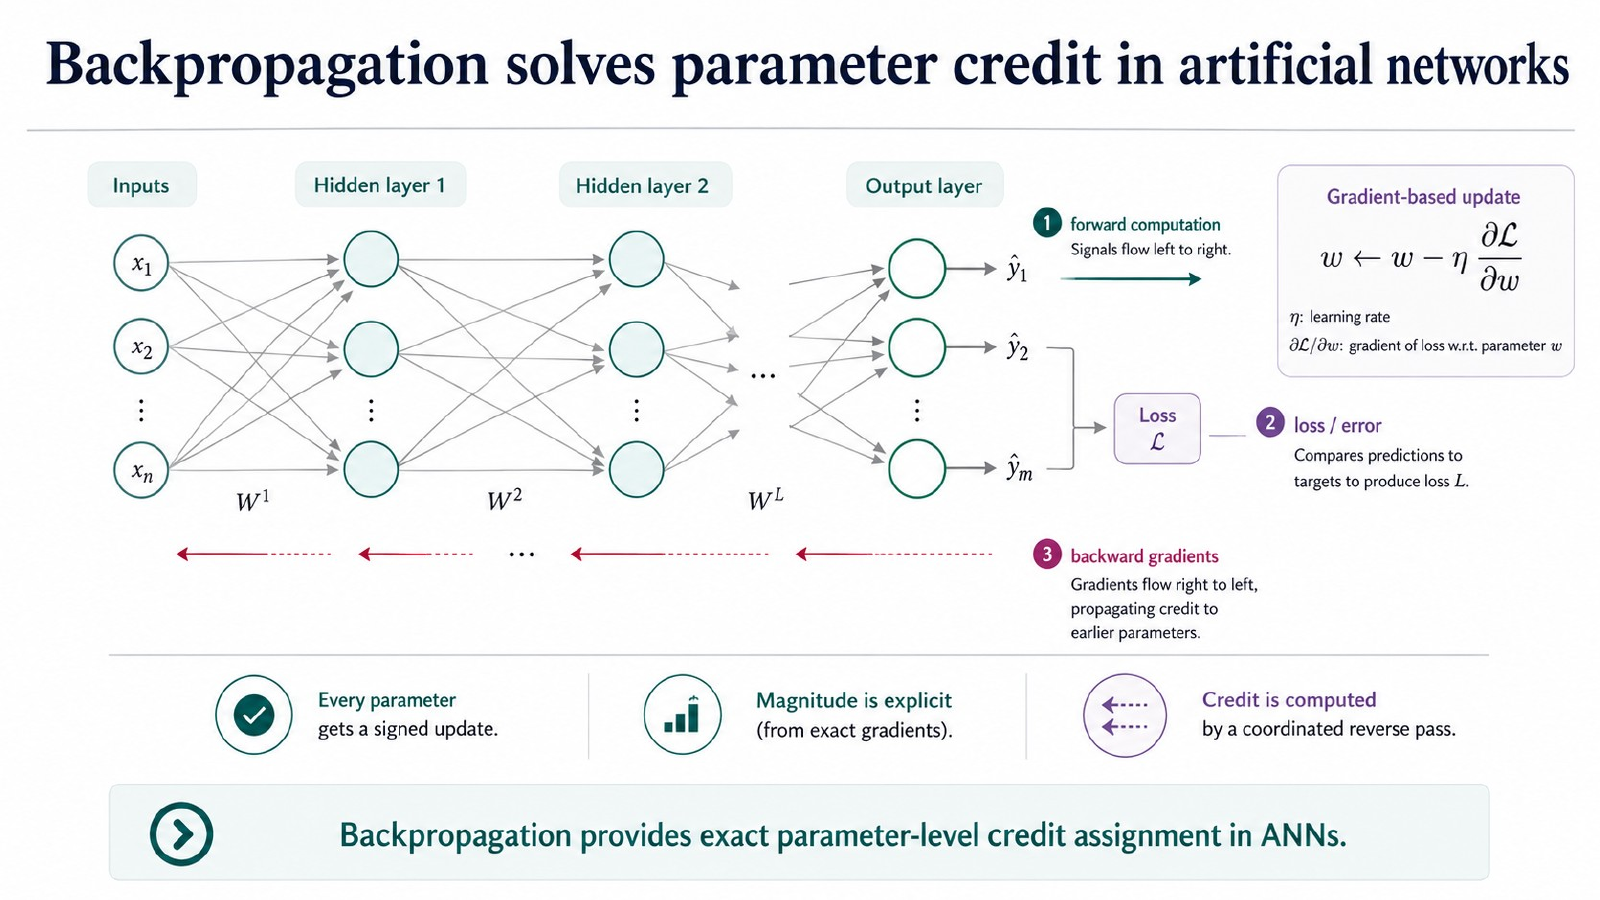 Backpropagation solves parameter credit in artificial networks
Inputs
Hidden layer 1
Hidden layer 2
Output layer
x₁
x₂
⋮
xₙ
⋮
⋮
...
⋮
ŷ₁
ŷ₂
ŷₘ
W¹
W²
Wᴸ
...
1 forward computation
Signals flow left to right.
Gradient-based update
w ← w − η ∂ℒ/∂w
η: learning rate
∂ℒ/∂w: gradient of loss w.r.t. parameter w
Loss
ℒ
2 loss / error
Compares predictions to
targets to produce loss L.
3 backward gradients
Gradients flow right to left,
propagating credit to
earlier parameters.
Every parameter
gets a signed update.
Magnitude is explicit
(from exact gradients).
Credit is computed
by a coordinated reverse pass.
Backpropagation provides exact parameter-level credit assignment in ANNs.